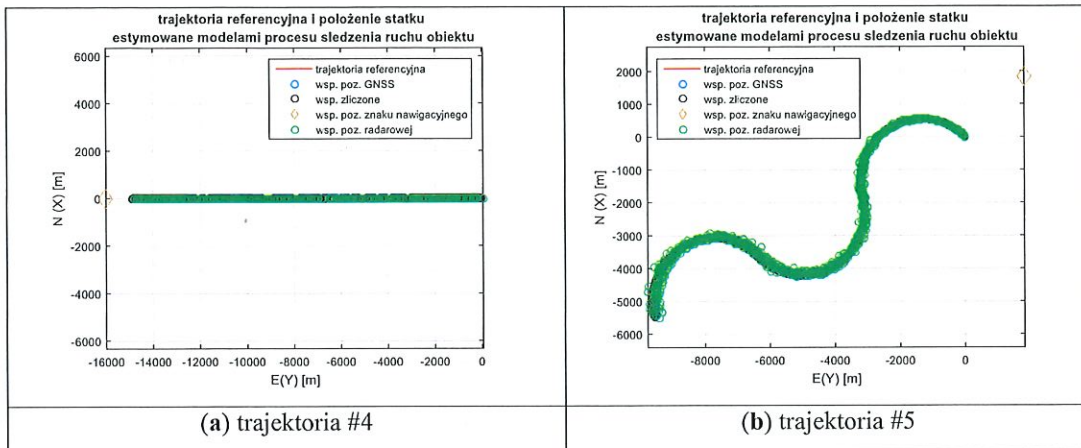 trajektoria referencyjna i położenie statku
estymowane modelami procesu sledzenia ruchu obiektu
trajektoria referencyjna
wsp. poz. GNSS
wsp. zliczone
wsp. poz. znaku nawigacyjnego
wsp. poz. radarowej
6000
4000
2000
0
-2000
-4000
-6000
N (X) [m]
-16000 -14000 -12000 -10000 -8000 -6000 -4000 -2000 0
E(Y) [m]
(a) trajektoria #4
trajektoria referencyjna i położenie statku
estymowane modelami procesu sledzenia ruchu obiektu
trajektoria referencyjna
wsp. poz. GNSS
wsp. zliczone
wsp. poz. znaku nawigacyjnego
wsp. poz. radarowej
2000
1000
0
-1000
-2000
-3000
-4000
-5000
-6000
N (X) [m]
-8000 -6000 -4000 -2000 0
E(Y) [m]
(b) trajektoria #5